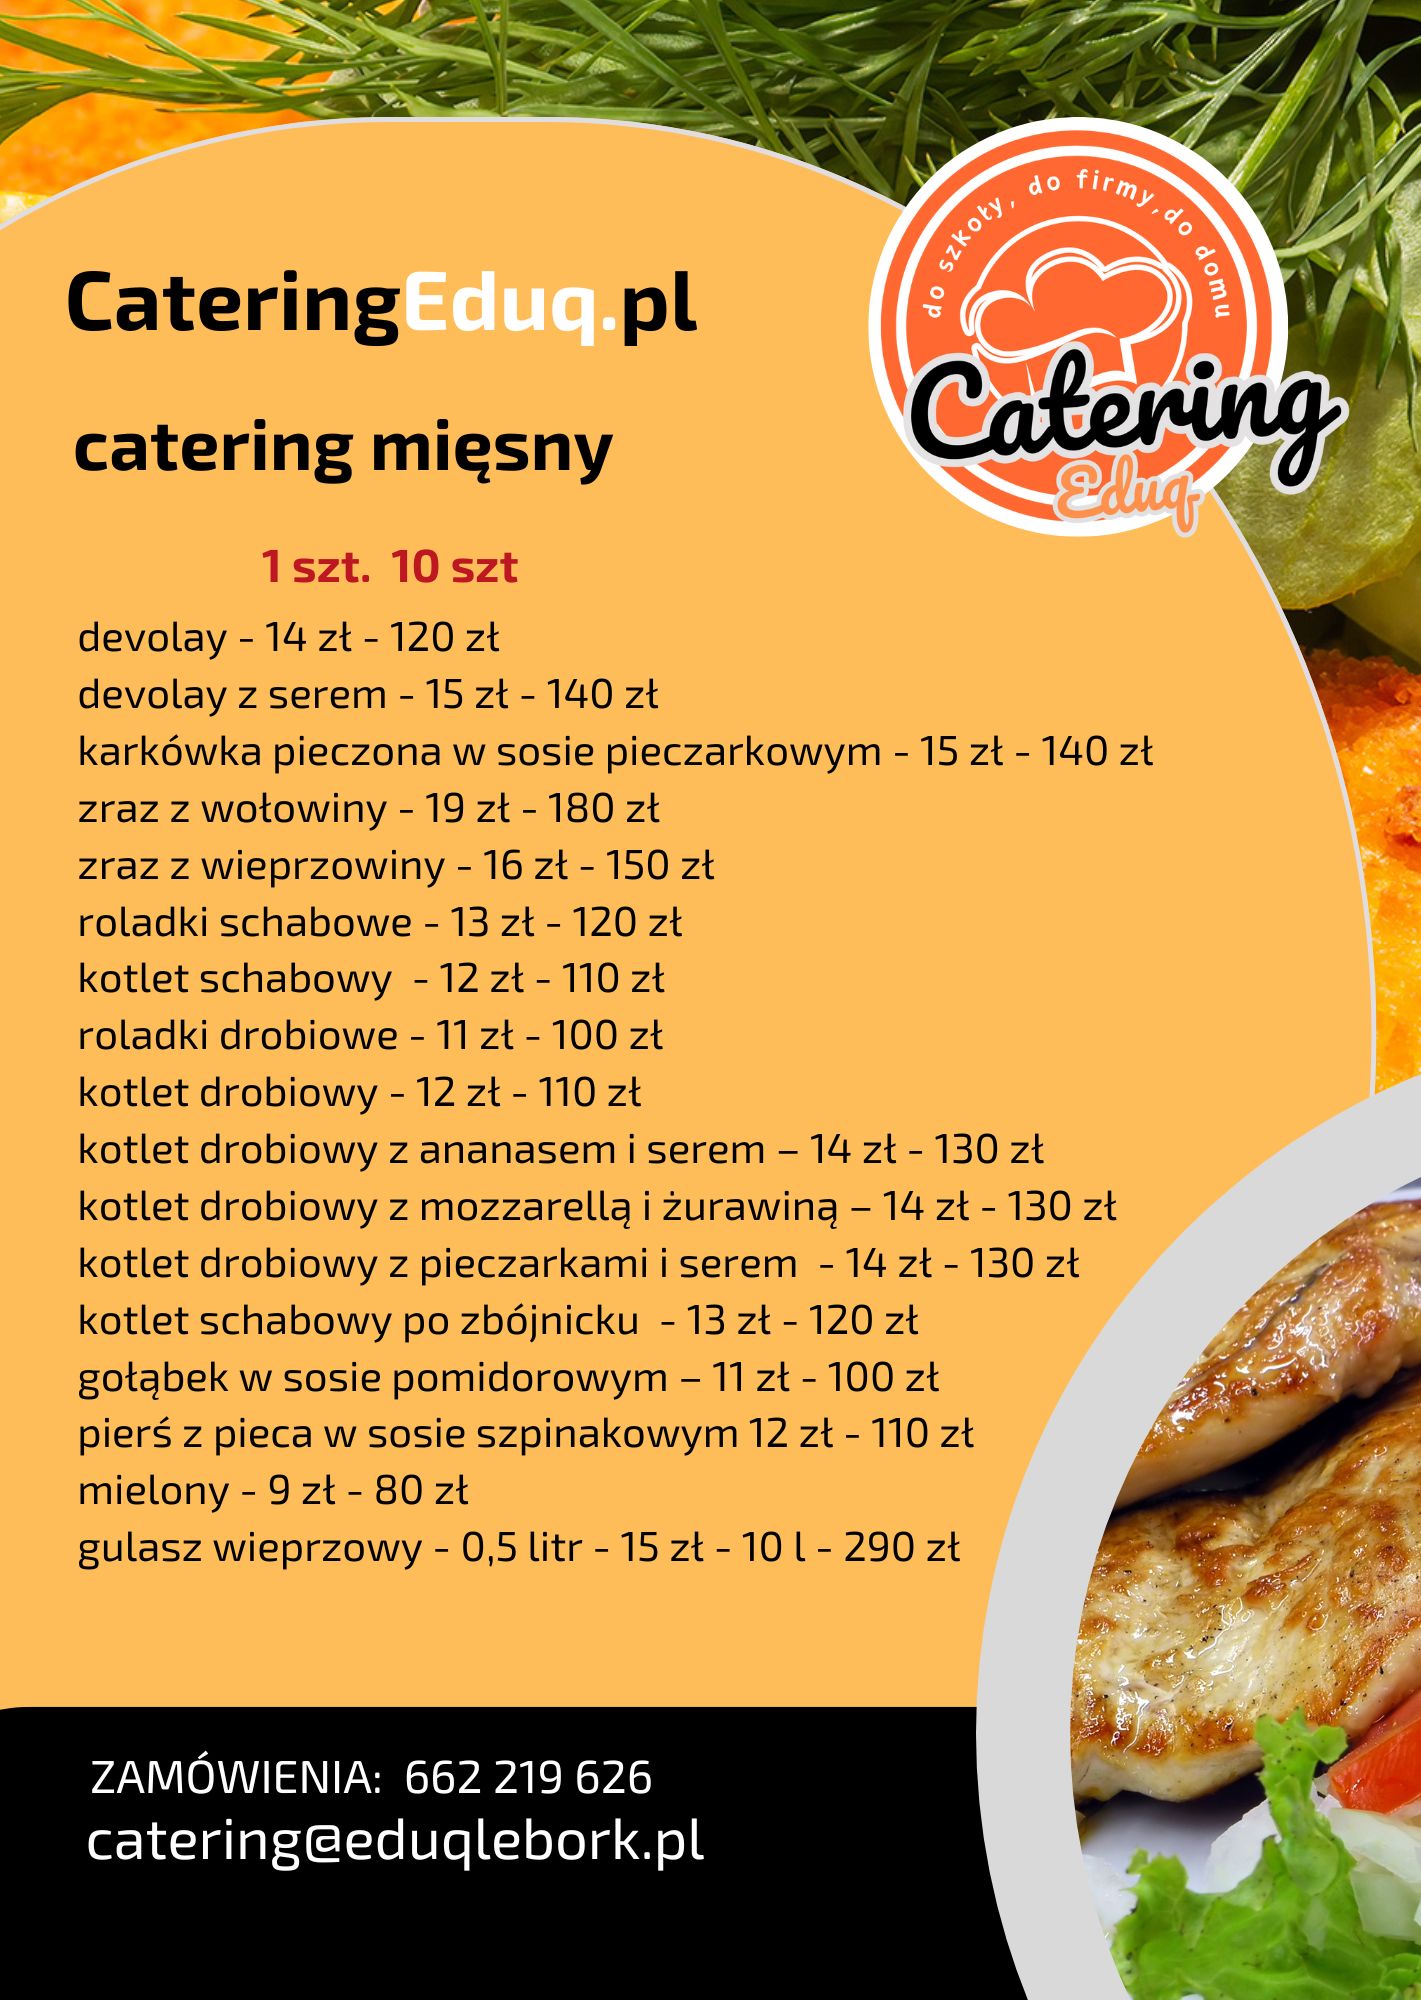 do szkoły, do firmy,do domu
Catering
Eduq
CateringEduq.pl
catering mięsny
1 szt. 10 szt
devolay - 14 zł - 120 zł
devolay z serem - 15 zł - 140 zł
karkówka pieczona w sosie pieczarkowym - 15 zł - 140 zł
zraz z wołowiny - 19 zł - 180 zł
zraz z wieprzowiny - 16 zł - 150 zł
roladki schabowe - 13 zł - 120 zł
kotlet schabowy - 12 zł - 110 zł
roladki drobiowe - 11 zł - 100 zł
kotlet drobiowy - 12 zł - 110 zł
kotlet drobiowy z ananasem i serem – 14 zł - 130 zł
kotlet drobiowy z mozzarellą i żurawiną – 14 zł - 130 zł
kotlet drobiowy z pieczarkami i serem - 14 zł - 130 zł
kotlet schabowy po zbójnicku - 13 zł - 120 zł
gołąbek w sosie pomidorowym – 11 zł - 100 zł
pierś z pieca w sosie szpinakowym 12 zł - 110 zł
mielony - 9 zł - 80 zł
gulasz wieprzowy - 0,5 litr - 15 zł - 10 l - 290 zł
ZAMÓWIENIA: 662 219 626
catering@eduqlebork.pl